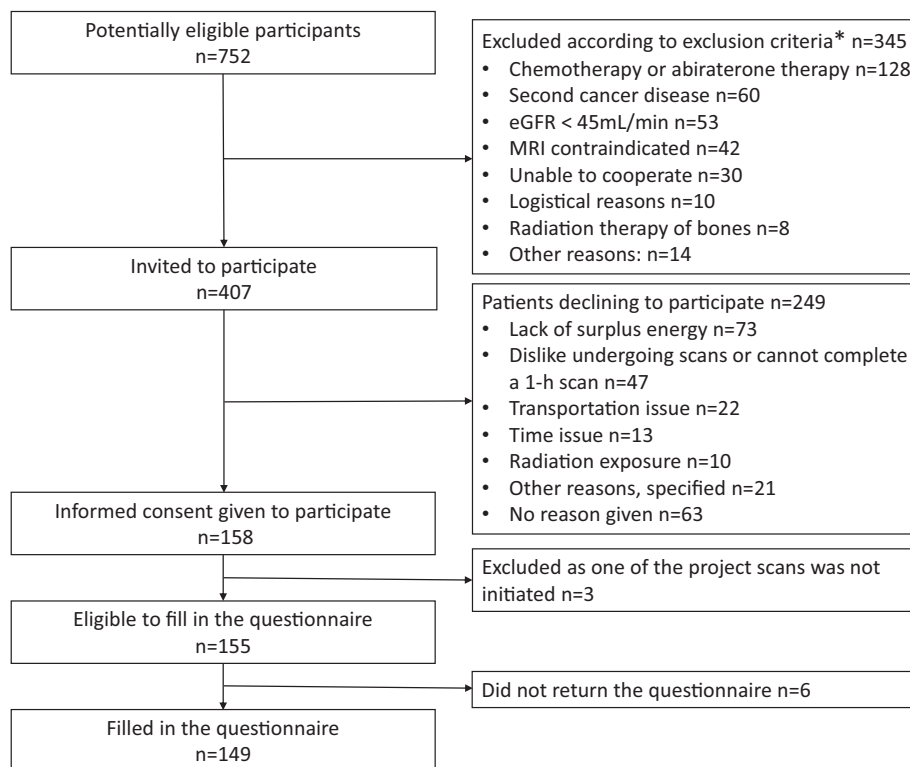 Potentially eligible participants
n=752
Excluded according to exclusion criteria* n=345
• Chemotherapy or abiraterone therapy n=128
• Second cancer disease n=60
• eGFR < 45mL/min n=53
• MRI contraindicated n=42
• Unable to cooperate n=30
• Logistical reasons n=10
• Radiation therapy of bones n=8
• Other reasons: n=14
Invited to participate
n=407
Patients declining to participate n=249
• Lack of surplus energy n=73
• Dislike undergoing scans or cannot complete
a 1-h scan n=47
• Transportation issue n=22
• Time issue n=13
• Radiation exposure n=10
• Other reasons, specified n=21
• No reason given n=63
Informed consent given to participate
n=158
Excluded as one of the project scans was not
initiated n=3
Eligible to fill in the questionnaire
n=155
Did not return the questionnaire n=6
Filled in the questionnaire
n=149